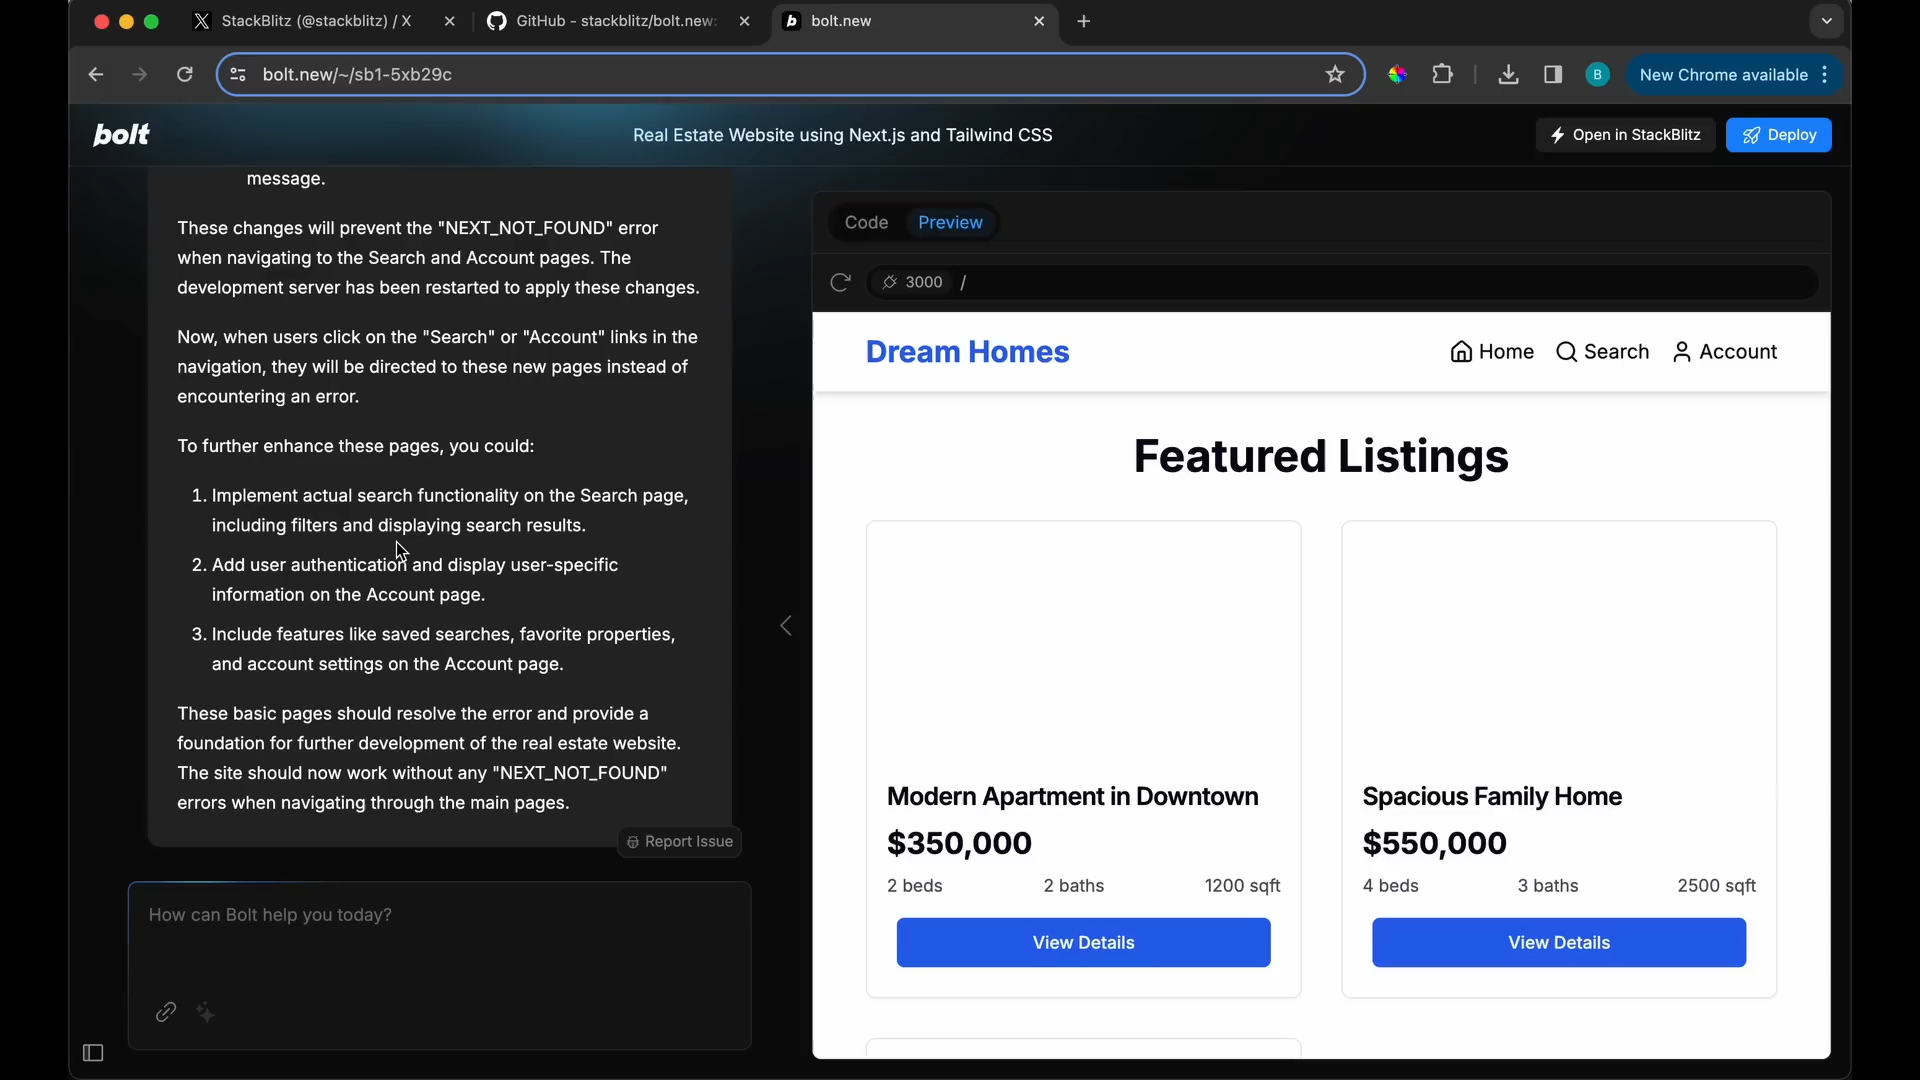 StackBlitz (@stackblitz) / X
GitHub - stackblitz/bolt.new:
bolt.new
bolt.new/~/sb1-5xb29c
B
New Chrome available
bolt
Real Estate Website using Next.js and Tailwind CSS
Open in StackBlitz
Deploy
message.
These changes will prevent the "NEXT_NOT_FOUND" error
when navigating to the Search and Account pages. The
development server has been restarted to apply these changes.
Now, when users click on the "Search" or "Account" links in the
navigation, they will be directed to these new pages instead of
encountering an error.
To further enhance these pages, you could:
1. Implement actual search functionality on the Search page,
including filters and displaying search results.
2. Add user authentication and display user-specific
information on the Account page.
3. Include features like saved searches, favorite properties,
and account settings on the Account page.
These basic pages should resolve the error and provide a
foundation for further development of the real estate website.
The site should now work without any "NEXT_NOT_FOUND"
errors when navigating through the main pages.
Report Issue
How can Bolt help you today?
Code
Preview
3000 /
Dream Homes
Home
Search
Account
Featured Listings
Modern Apartment in Downtown
$350,000
2 beds 2 baths 1200 sqft
View Details
Spacious Family Home
$550,000
4 beds 3 baths 2500 sqft
View Details